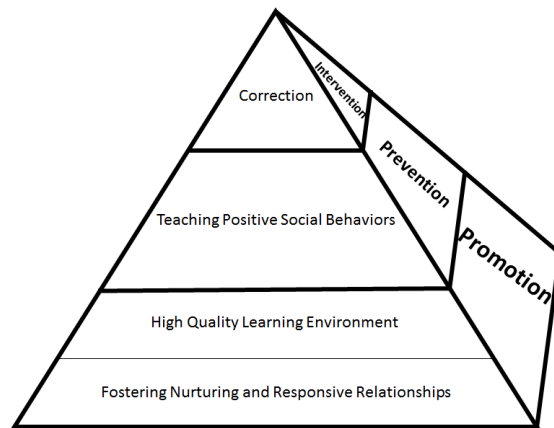 Correction
Intervention
Teaching Positive Social Behaviors
Prevention
High Quality Learning Environment
Promotion
Fostering Nurturing and Responsive Relationships